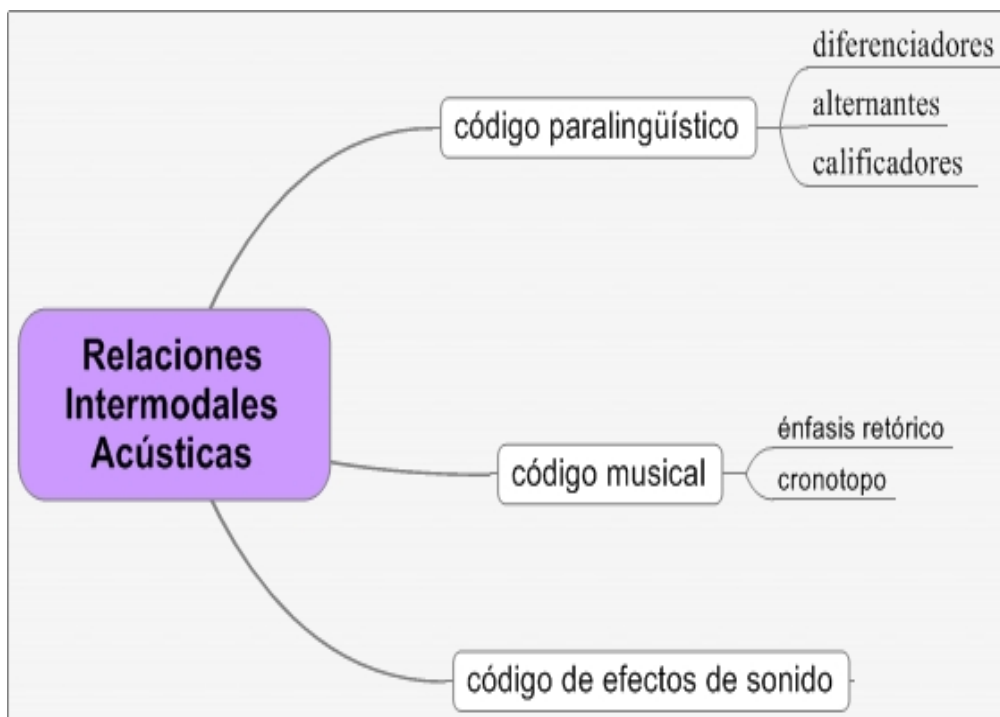 Relaciones
Intermodales
Acústicas
código paralingüístico
diferenciadores
alternantes
calificadores
código musical
énfasis retórico
cronotopo
código de efectos de sonido